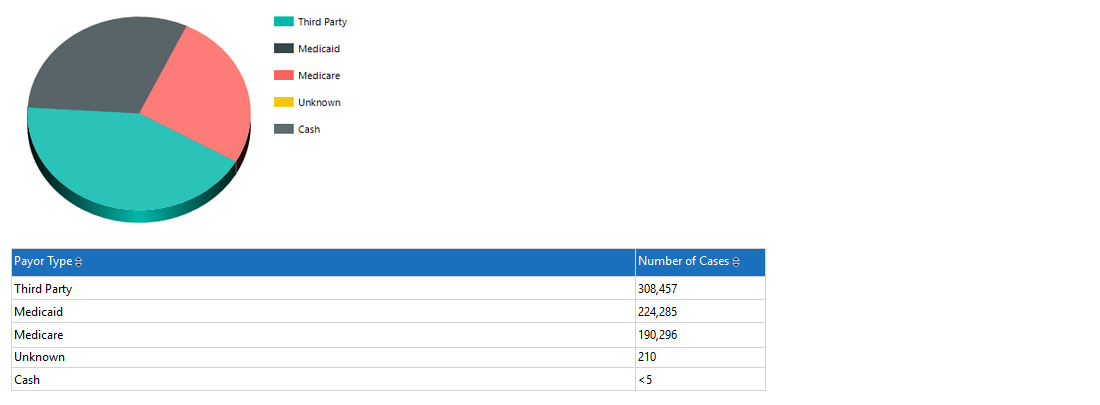 Third Party
Medicaid
Medicare
Unknown
Cash
Payor Type Number of Cases
Third Party 308,457
Medicaid 224,285
Medicare 190,296
Unknown 210
Cash <5